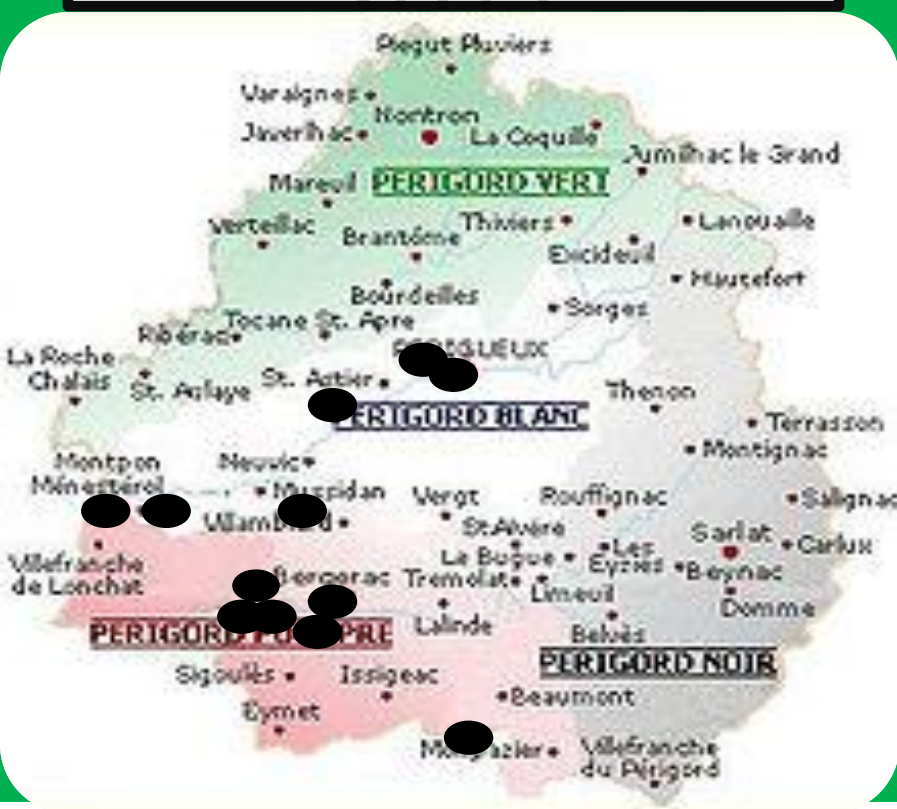 Piegut Pluviers
Varaignes
Nontron
Javerlhac
La Coquille
Jumilhac le Grand
Mareuil
PERIGORD VERT
Verteillac
Thiviers
Lanouaille
Brantôme
Excideuil
Hautefort
Bourdeilles
Sorges
Tocane St. Apre
Ribérac
La Roche
Chalais
St. Aulaye
St. Astier
Thenon
PERIGORD BLANC
Terrasson
Montignac
Montpon
Ménestérol
Neuvic
Mussidan
Vergt
Rouffignac
Salignac
St Alvère
Sarlat
Carlux
Villefranche
de Lonchat
Le Bugue
Les
Eyzies
Beynac
Bergerac
Tremolat
Limeuil
Domme
Lalinde
Belvès
PERIGORD NOIR
Sigoulès
Issigeac
Beaumont
Eymet
Villefranche
du Périgord